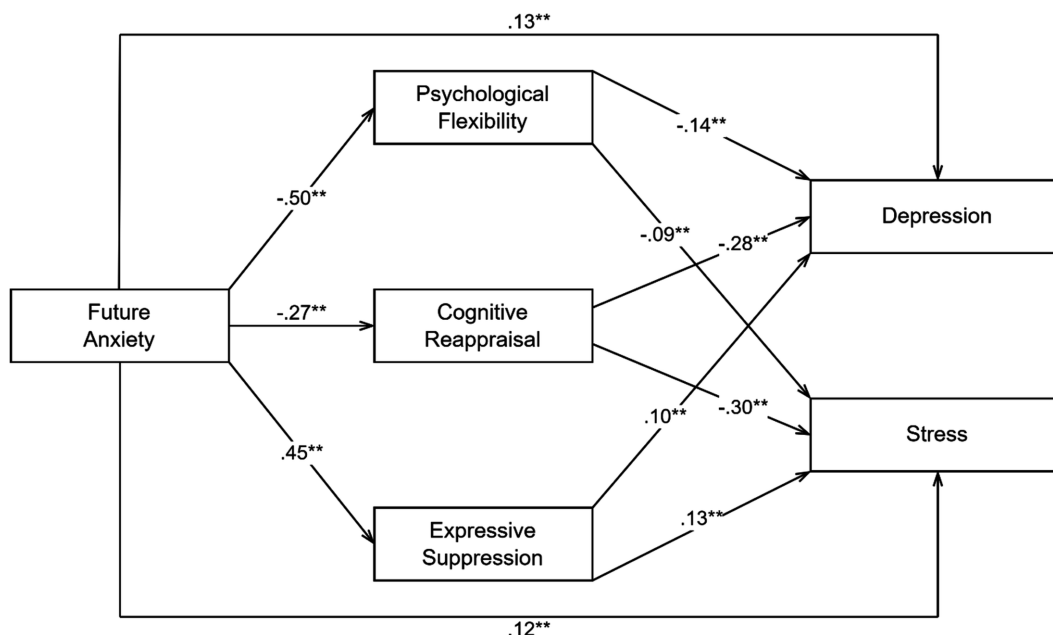 .13**
Psychological
Flexibility
-.14**
-.50**
Depression
-.09**
-.28**
Future
Anxiety
-.27**
Cognitive
Reappraisal
-.30**
.10**
Stress
.45**
.13**
Expressive
Suppression
.12**